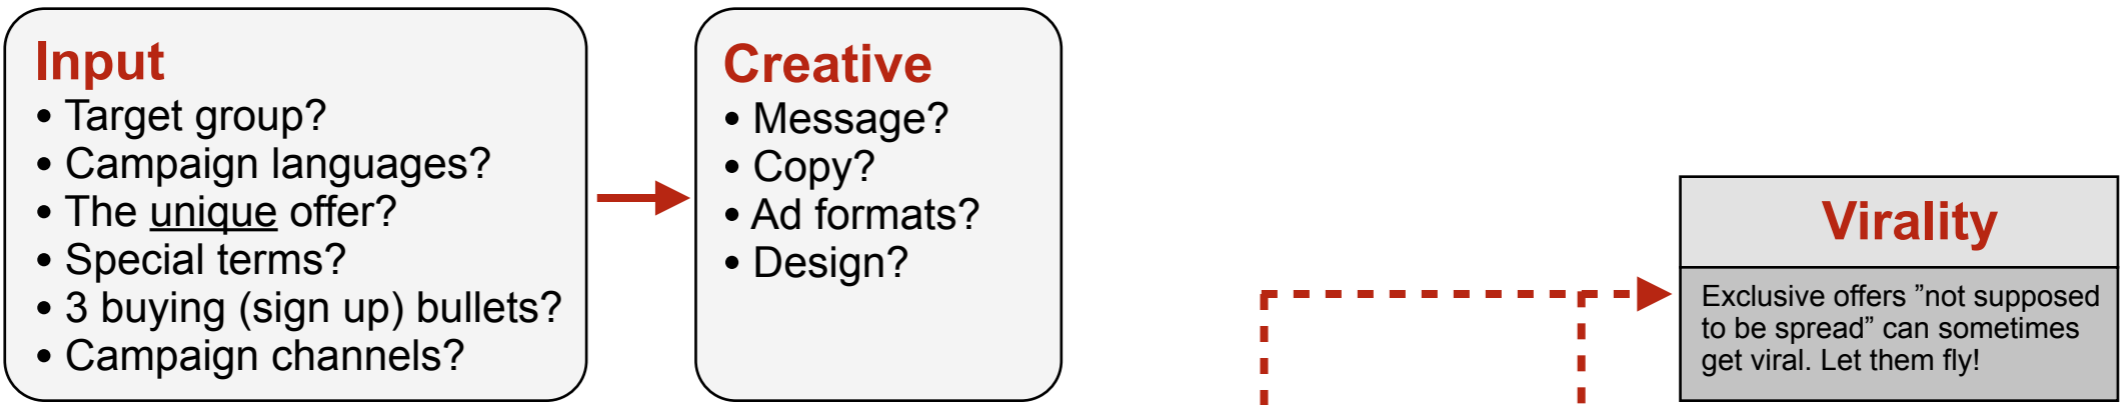 Input
• Target group?
• Campaign languages?
• The unique offer?
• Special terms?
• 3 buying (sign up) bullets?
• Campaign channels?
Creative
• Message?
• Copy?
• Ad formats?
• Design?
Virality
Exclusive offers ”not supposed
to be spread” can sometimes
get viral. Let them fly!